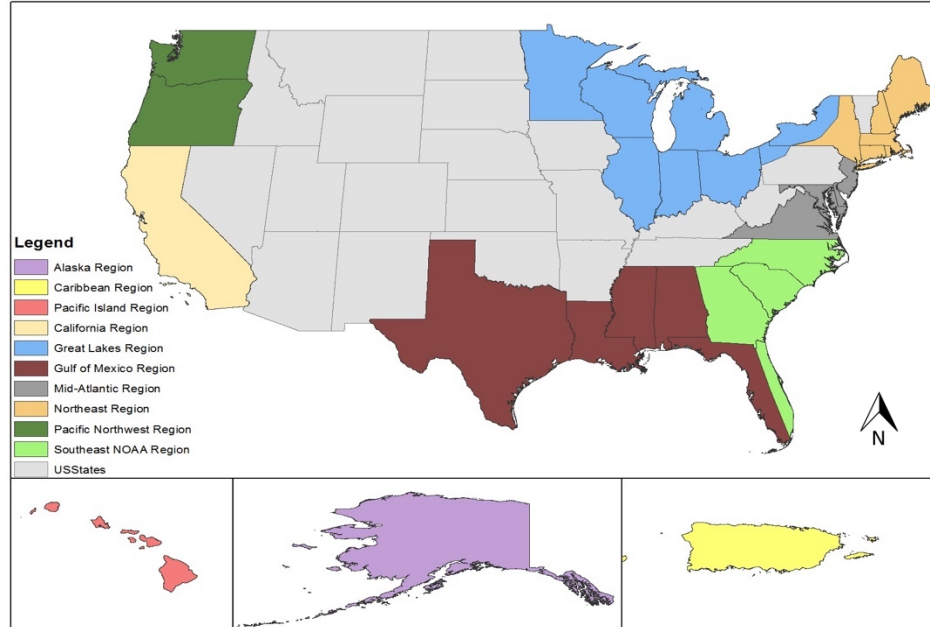 Legend
Alaska Region
Caribbean Region
Pacific Island Region
California Region
Great Lakes Region
Gulf of Mexico Region
Mid-Atlantic Region
Northeast Region
Pacific Northwest Region
Southeast NOAA Region
USStates
N